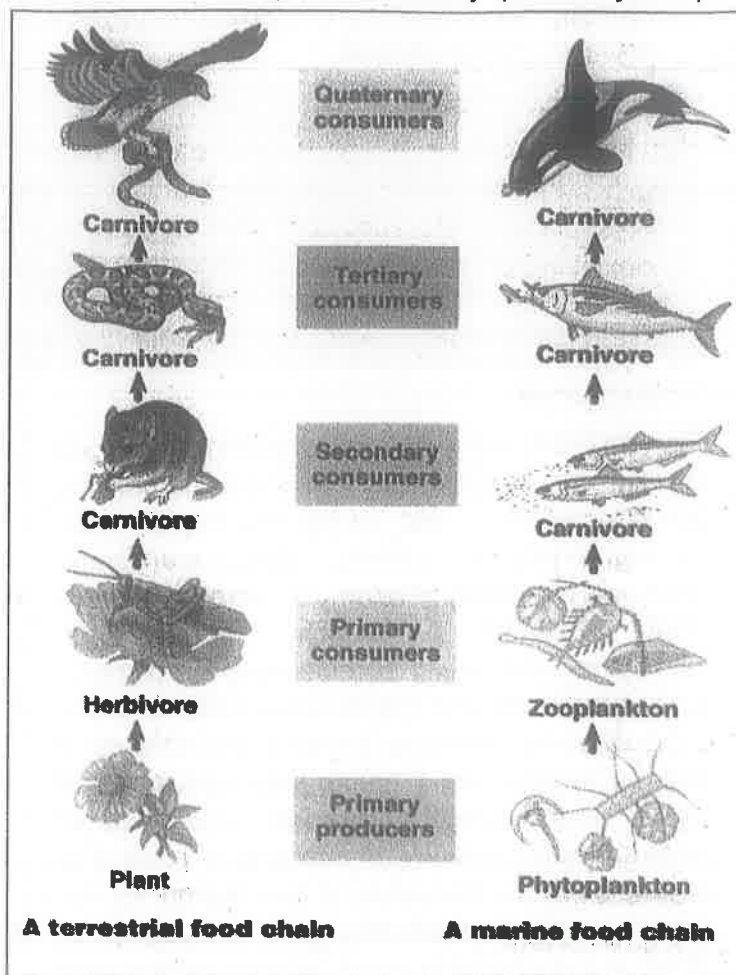 Quaternary
consumers
Carnivore
Carnivore
Tertiary
consumers
Carnivore
Carnivore
Secondary
consumers
Carnivore
Carnivore
Primary
consumers
Herbivore
Zooplankton
Primary
producers
Plant
Phytoplankton
A terrestrial food chain
A marine food chain